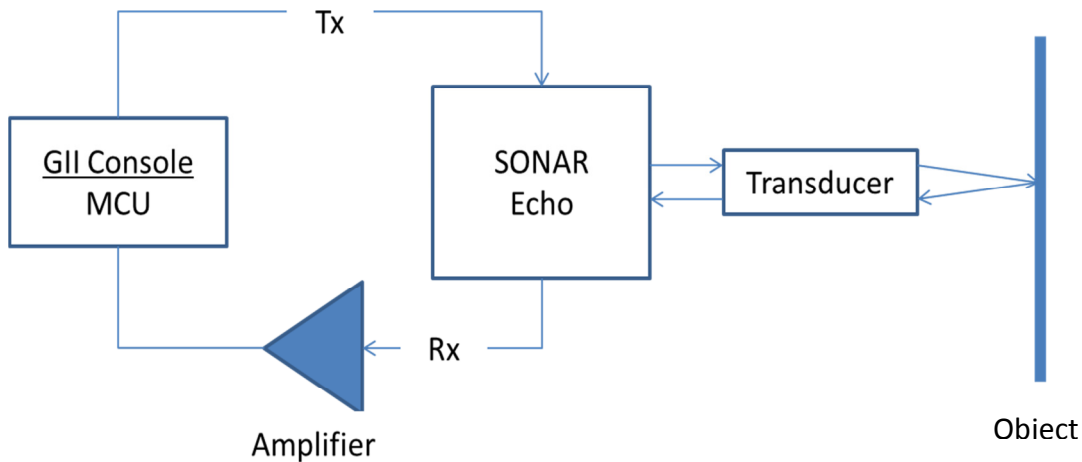 Tx
GII Console
MCU
SONAR
Echo
Transducer
Rx
Amplifier
Obiect